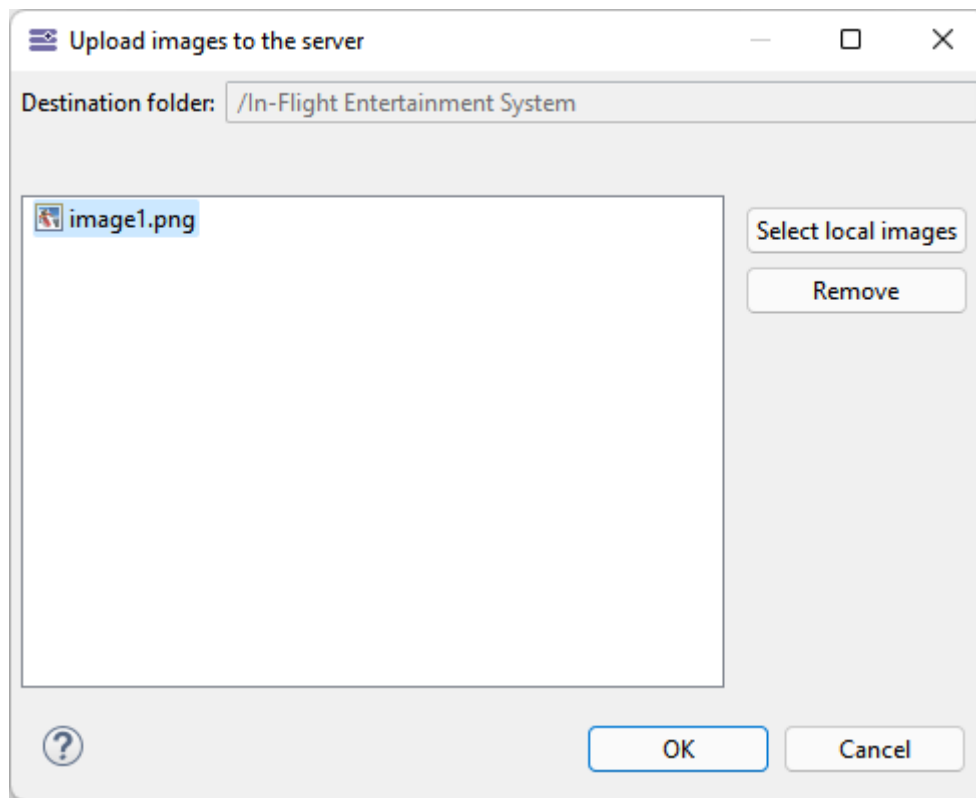 Upload images to the server
Destination folder: /In-Flight Entertainment System
image1.png
Select local images
Remove
?
OK
Cancel